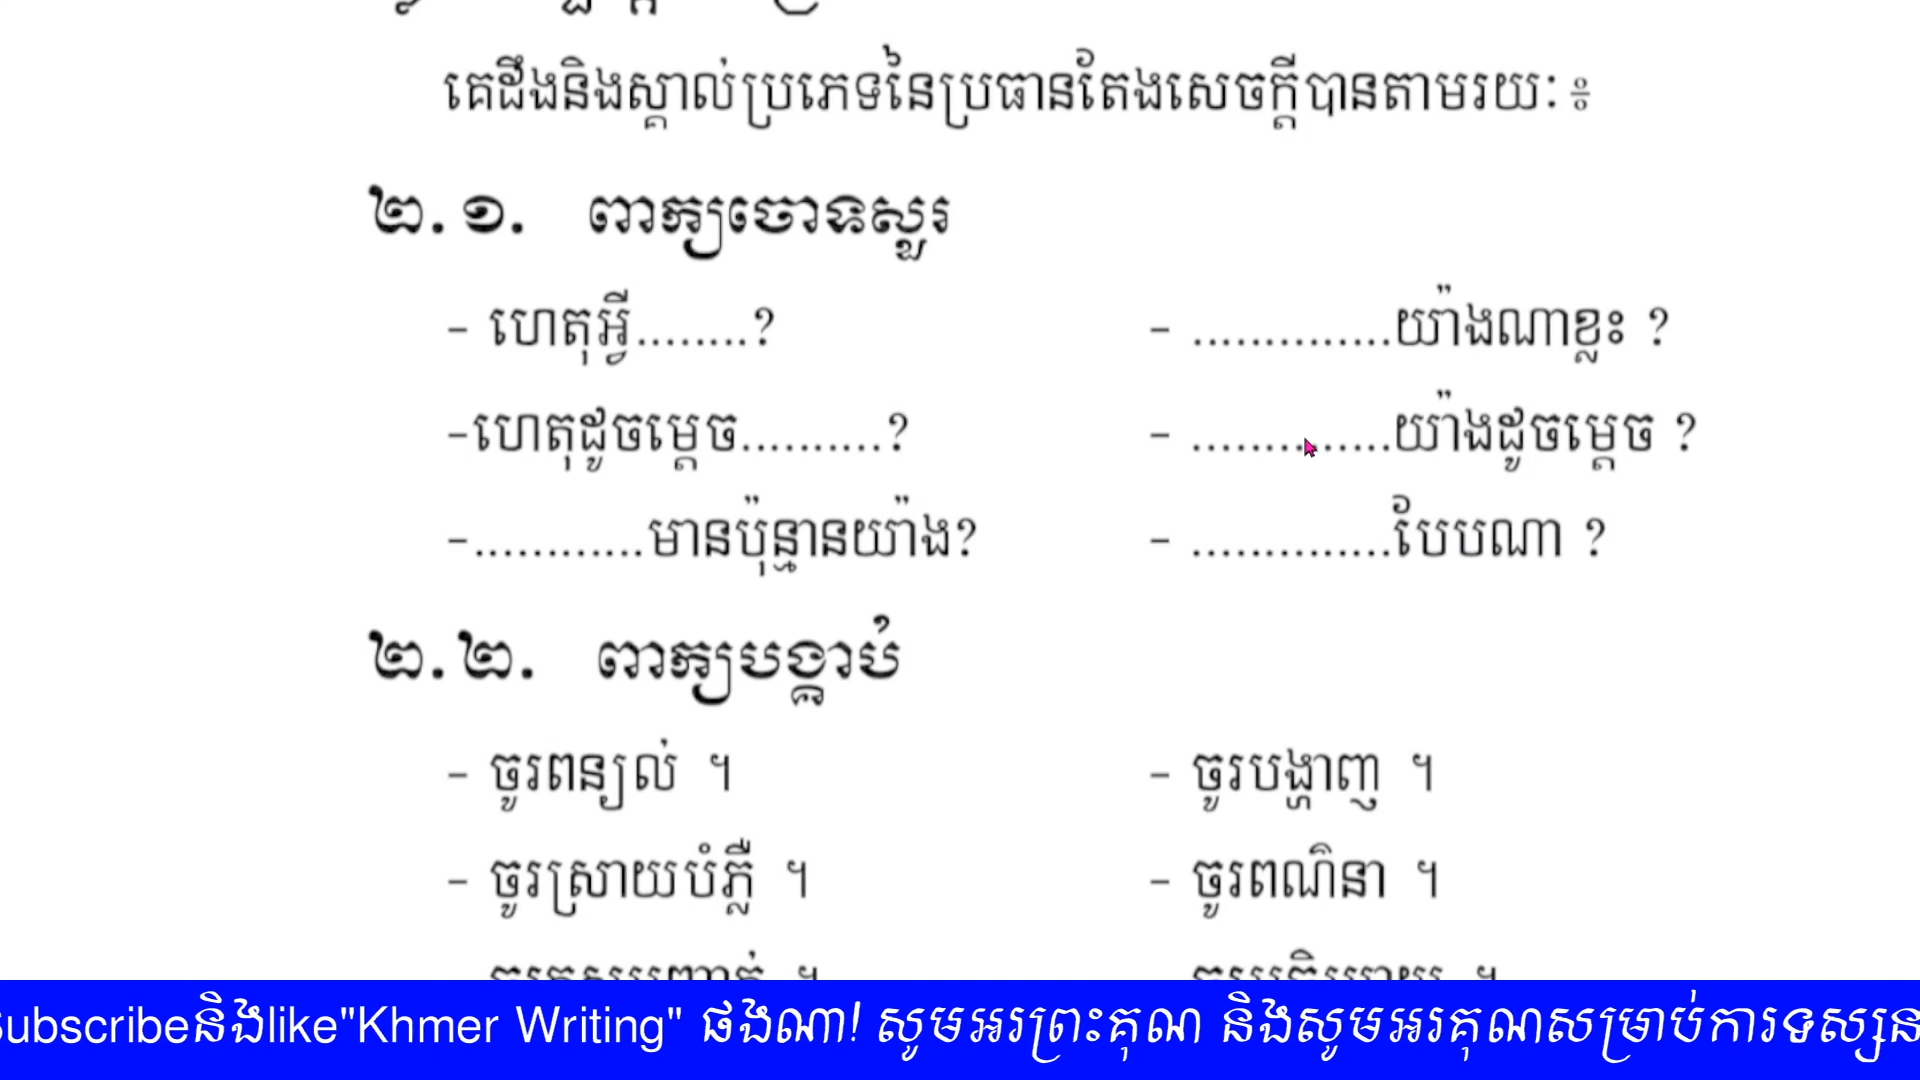 គេដឹងនិងស្គាល់ប្រភេទនៃប្រធានតែងសេចក្តីបានតាមរយៈ៖
២.១. ពាក្យចោទសួរ
- ហេតុអ្វី........?
- ..............យ៉ាងណាខ្លះ ?
-ហេតុដូចម្តេច..........?
- ..............យ៉ាងដូចម្តេច ?
-............មានប៉ុន្មានយ៉ាង?
- ..............បែបណា ?
២.២. ពាក្យបង្គាប់
- ចូរពន្យល់ ។
- ចូរបង្ហាញ ។
- ចូរស្រាយបំភ្លឺ ។
- ចូរពណ៌នា ។
ubscribeនិងlike"Khmer Writing" ផងណា! សូមអរព្រះគុណ និងសូមអរគុណសម្រាប់ការទស្សន